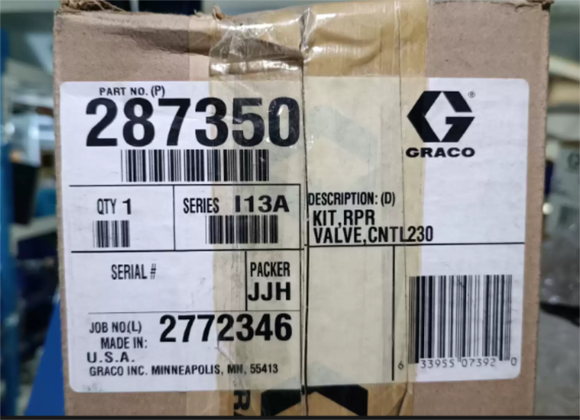 PART NO. (P)
287350
GRACO
QTY 1
SERIES I13A
DESCRIPTION: (D)
KIT,RPR
VALVE,CNTL230
SERIAL #
PACKER
JJH
JOB NO(L) 2772346
MADE IN:
U.S.A.
GRACO INC. MINNEAPOLIS, MN, 55413
6 33955 07392 0
R